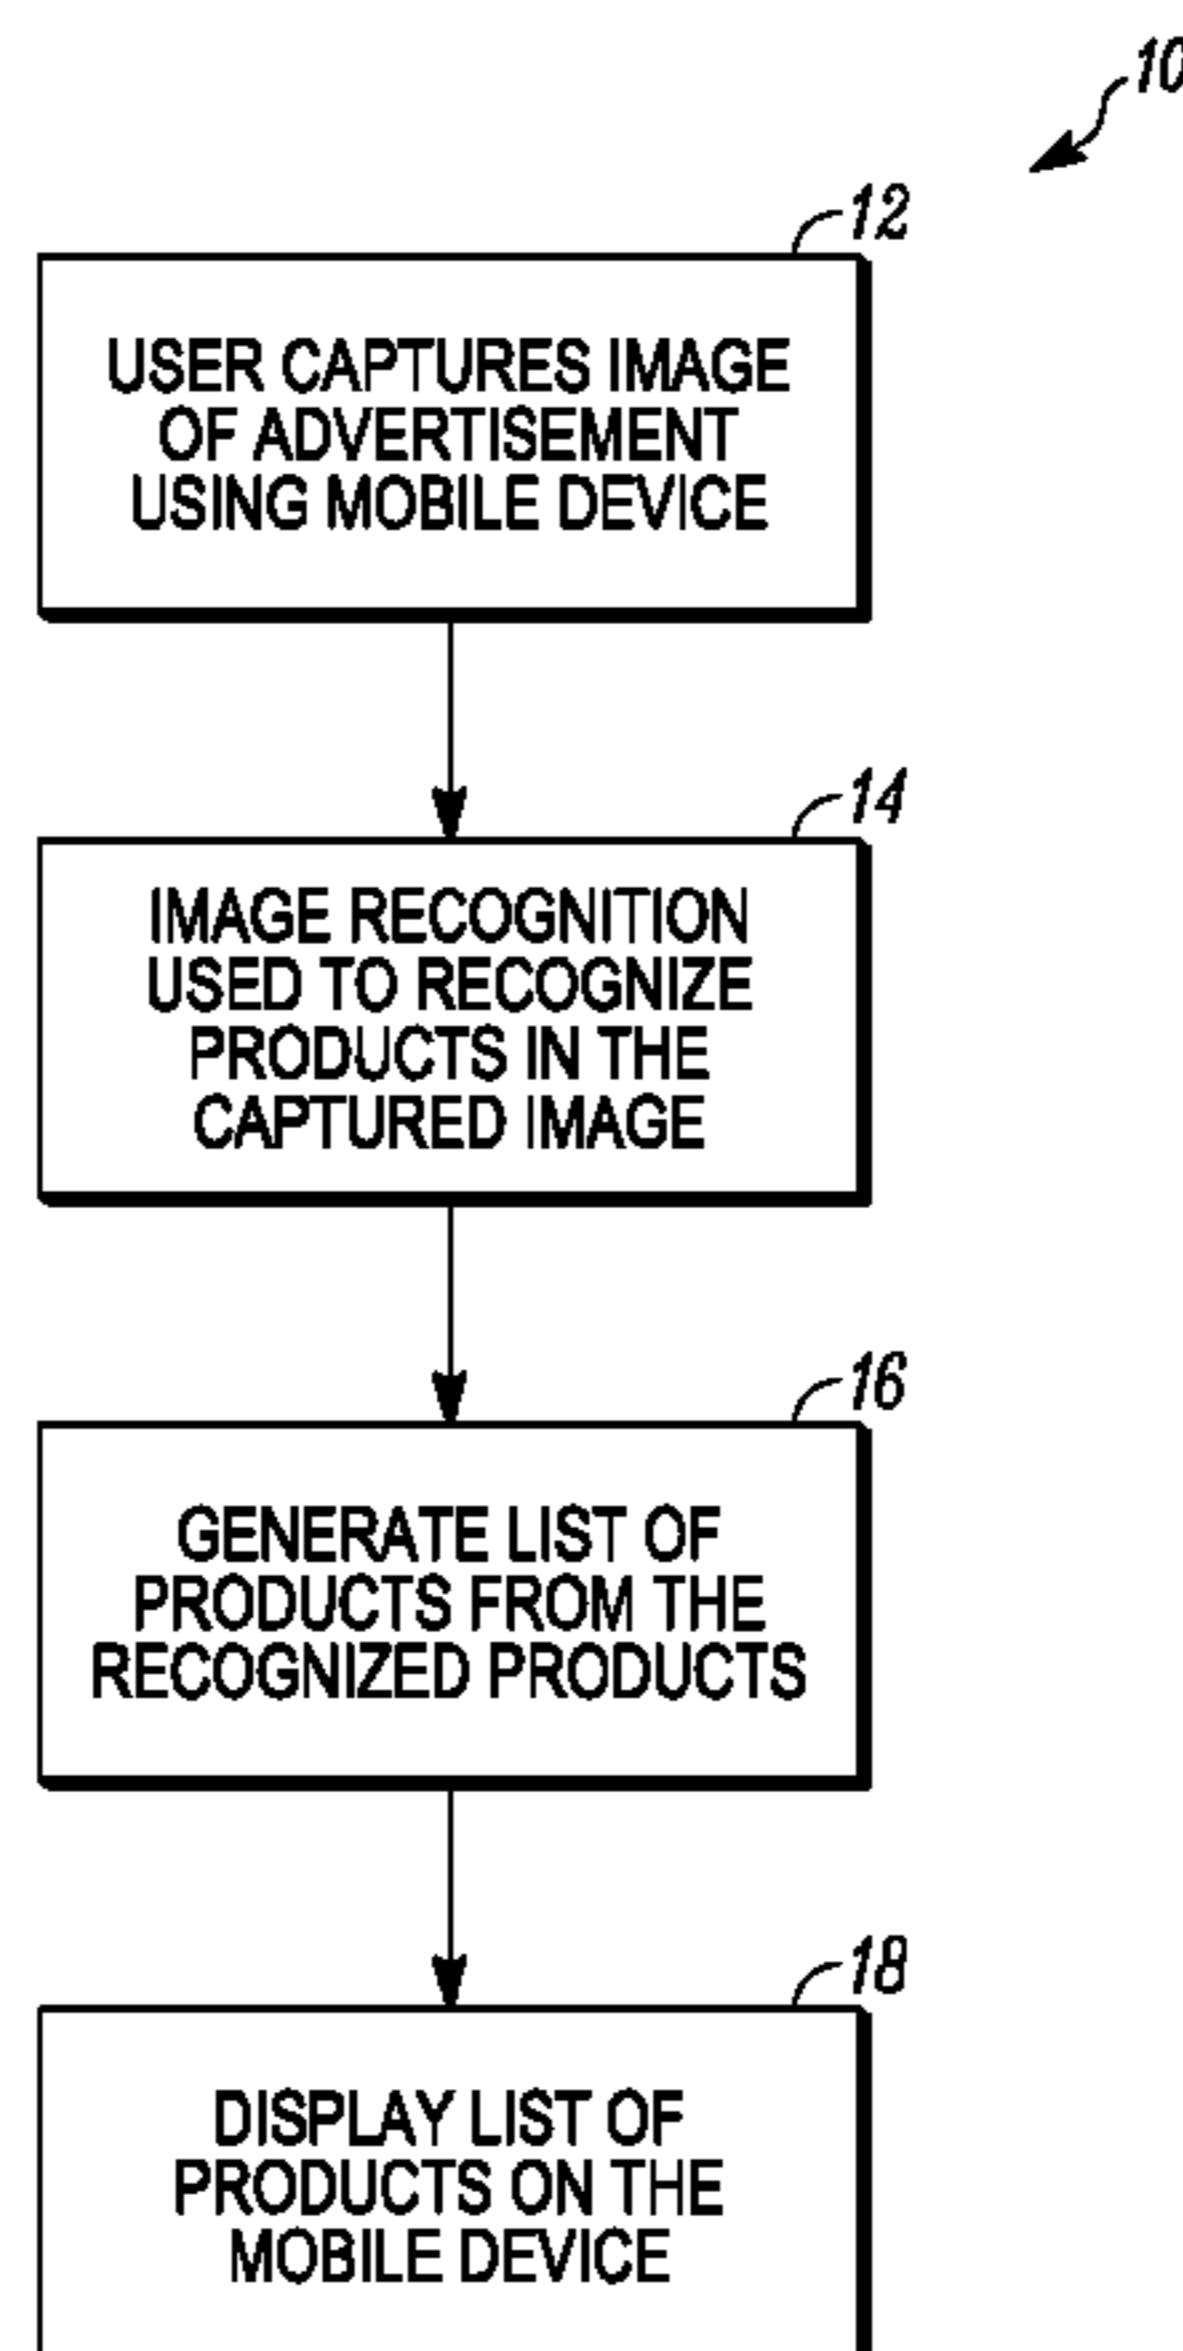 10
12
USER CAPTURES IMAGE
OF ADVERTISEMENT
USING MOBILE DEVICE
14
IMAGE RECOGNITION
USED TO RECOGNIZE
PRODUCTS IN THE
CAPTURED IMAGE
16
GENERATE LIST OF
PRODUCTS FROM THE
RECOGNIZED PRODUCTS
18
DISPLAY LIST OF
PRODUCTS ON THE
MOBILE DEVICE